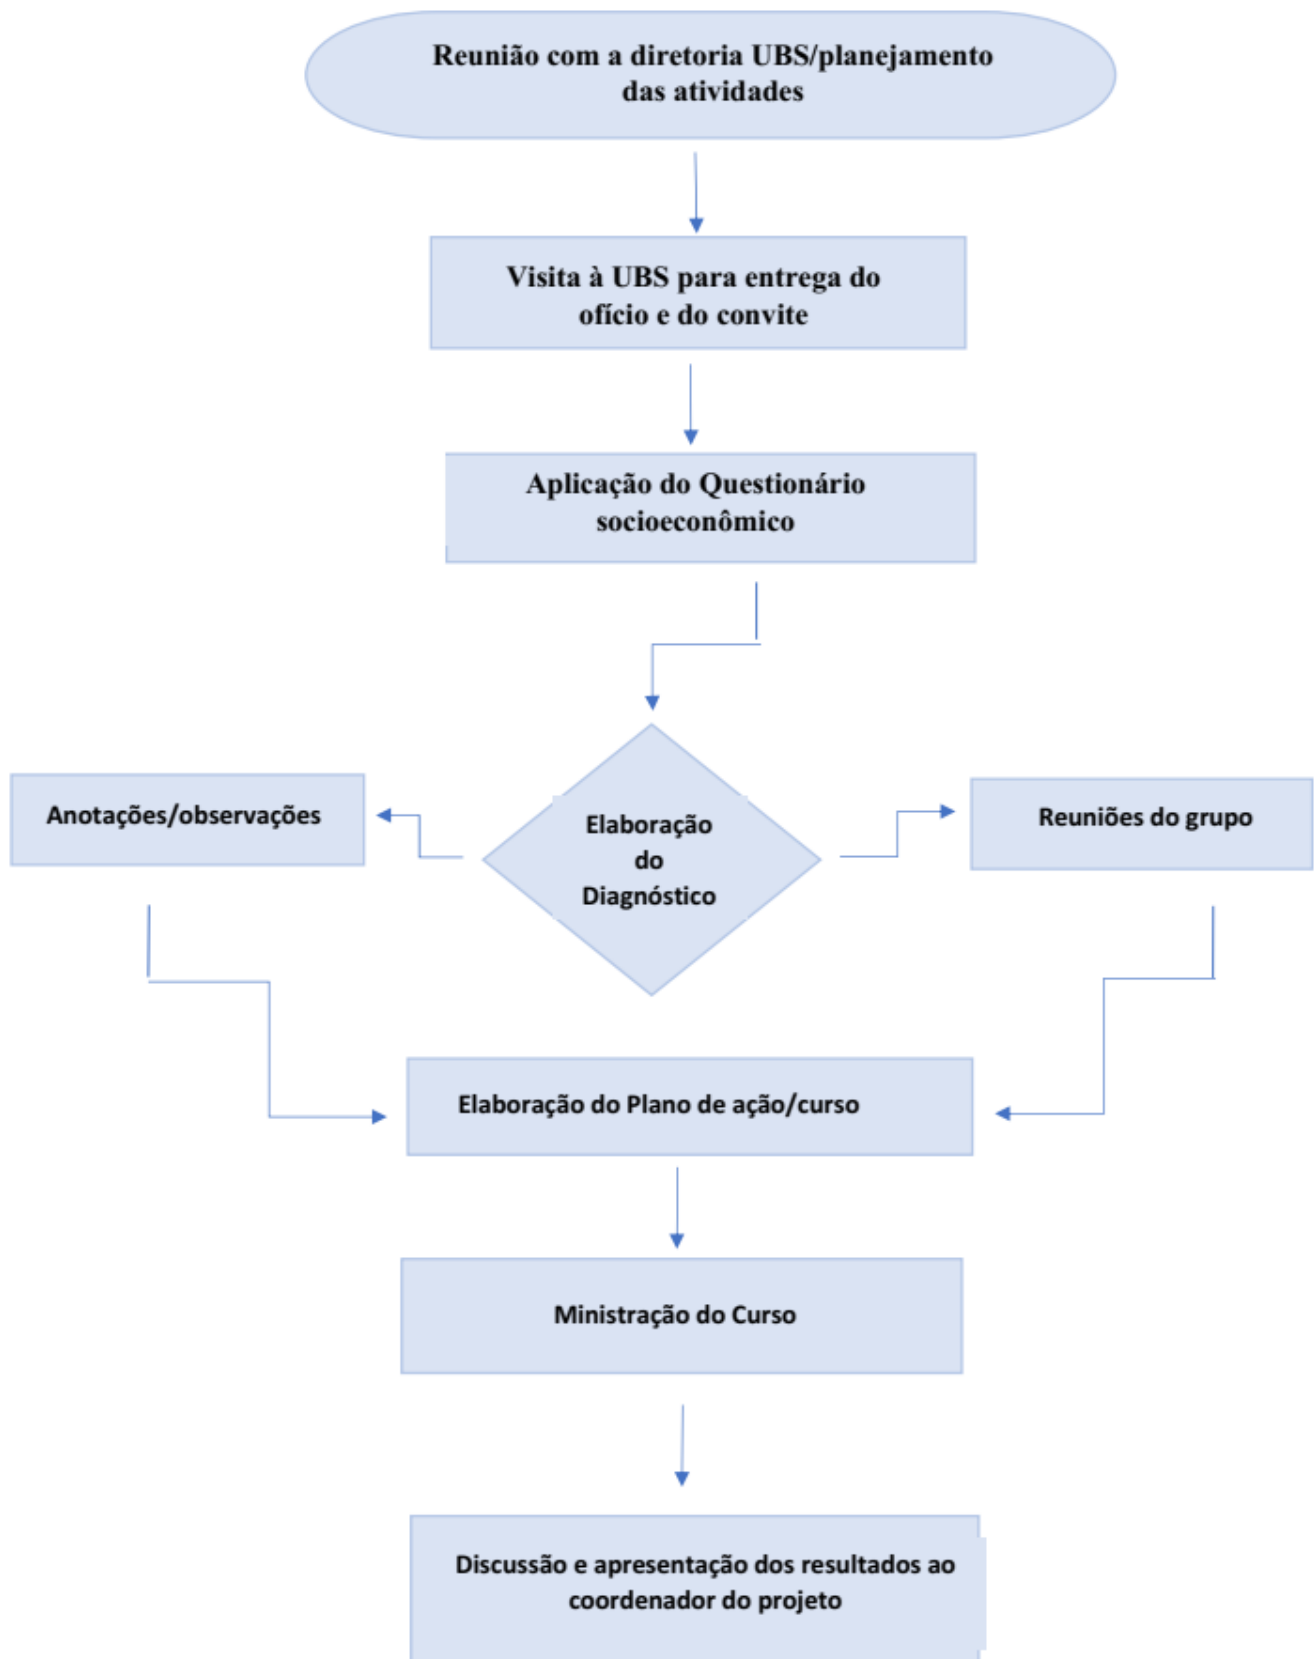 Reunião com a diretoria UBS/planejamento
das atividades
Visita à UBS para entrega do
ofício e do convite
Aplicação do Questionário
socioeconômico
Anotações/observações
Elaboração
do
Diagnóstico
Reuniões do grupo
Elaboração do Plano de ação/curso
Ministração do Curso
Discussão e apresentação dos resultados ao
coordenador do projeto